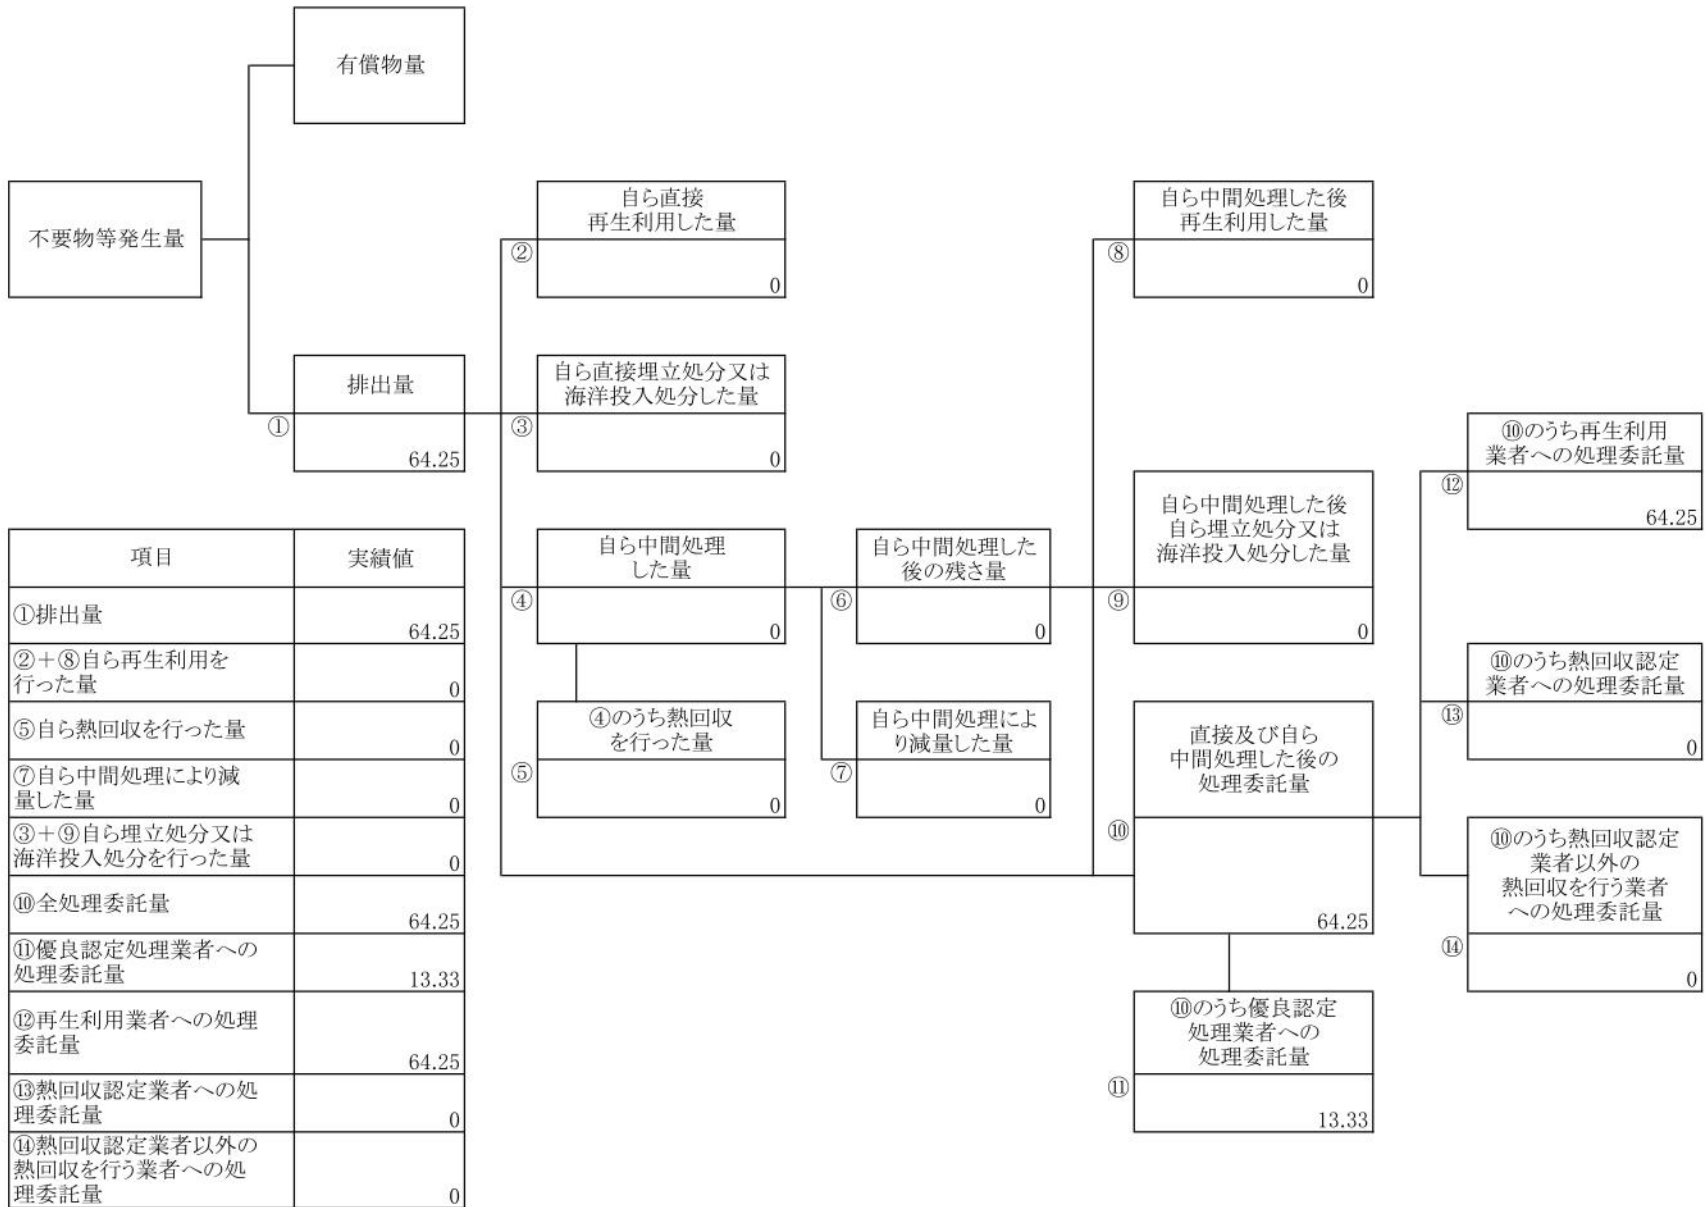 有償物量
不要物等発生量
排出量
①
64.25
自ら直接
再生利用した量
②
0
自ら直接埋立処分又は
海洋投入処分した量
③
0
自ら中間処理
した量
④
0
④のうち熱回収
を行った量
⑤
0
自ら中間処理した
後の残さ量
⑥
0
自ら中間処理によ
り減量した量
⑦
0
自ら中間処理した後
再生利用した量
⑧
0
自ら中間処理した後
自ら埋立処分又は
海洋投入処分した量
⑨
0
直接及び自ら
中間処理した後の
処理委託量
⑩
64.25
⑩のうち優良認定
処理業者への
処理委託量
⑪
13.33
⑩のうち再生利用
業者への処理委託量
⑫
64.25
⑩のうち熱回収認定
業者への処理委託量
⑬
0
⑩のうち熱回収認定
業者以外の
熱回収を行う業者
への処理委託量
⑭
0
項目 実績値
①排出量
64.25
②+⑧自ら再生利用を
行った量
0
⑤自ら熱回収を行った量
0
⑦自ら中間処理により減
量した量
0
③+⑨自ら埋立処分又は
海洋投入処分を行った量
0
⑩全処理委託量
64.25
⑪優良認定処理業者への
処理委託量
13.33
⑫再生利用業者への処理
委託量
64.25
⑬熱回収認定業者への処
理委託量
0
⑭熱回収認定業者以外の
熱回収を行う業者への処
理委託量
0